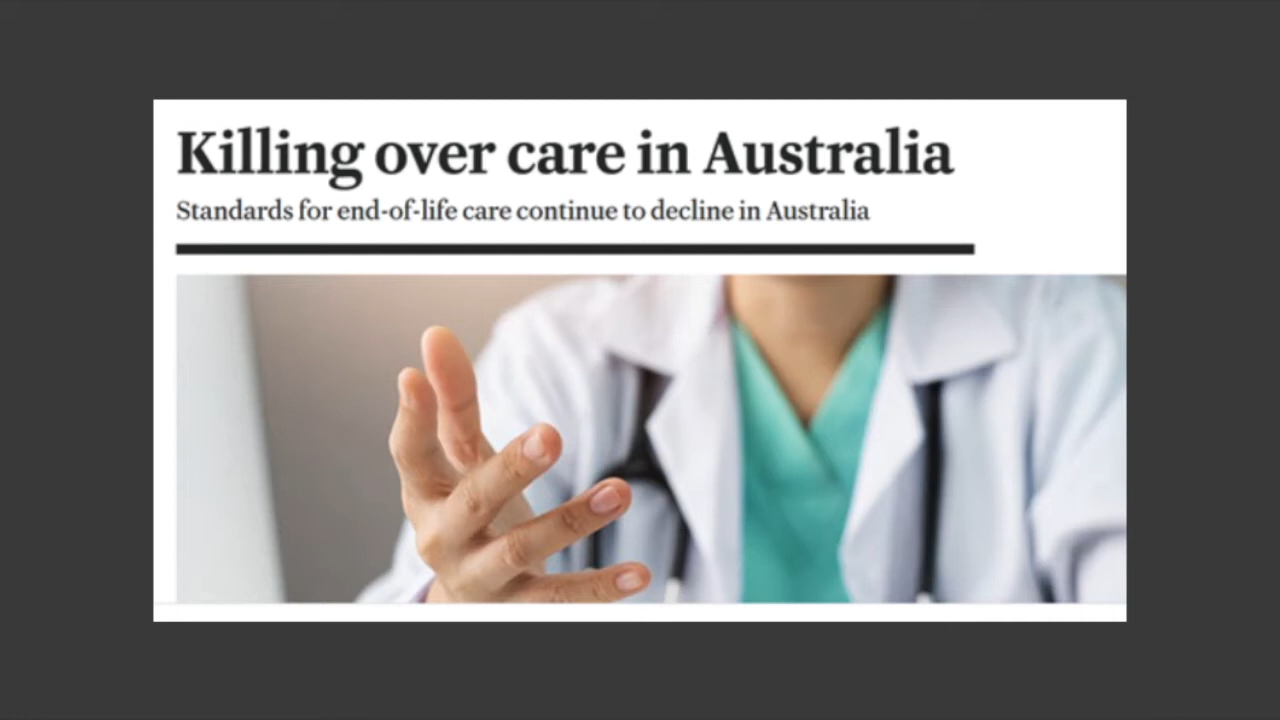 Killing over care in Australia
Standards for end-of-life care continue to decline in Australia